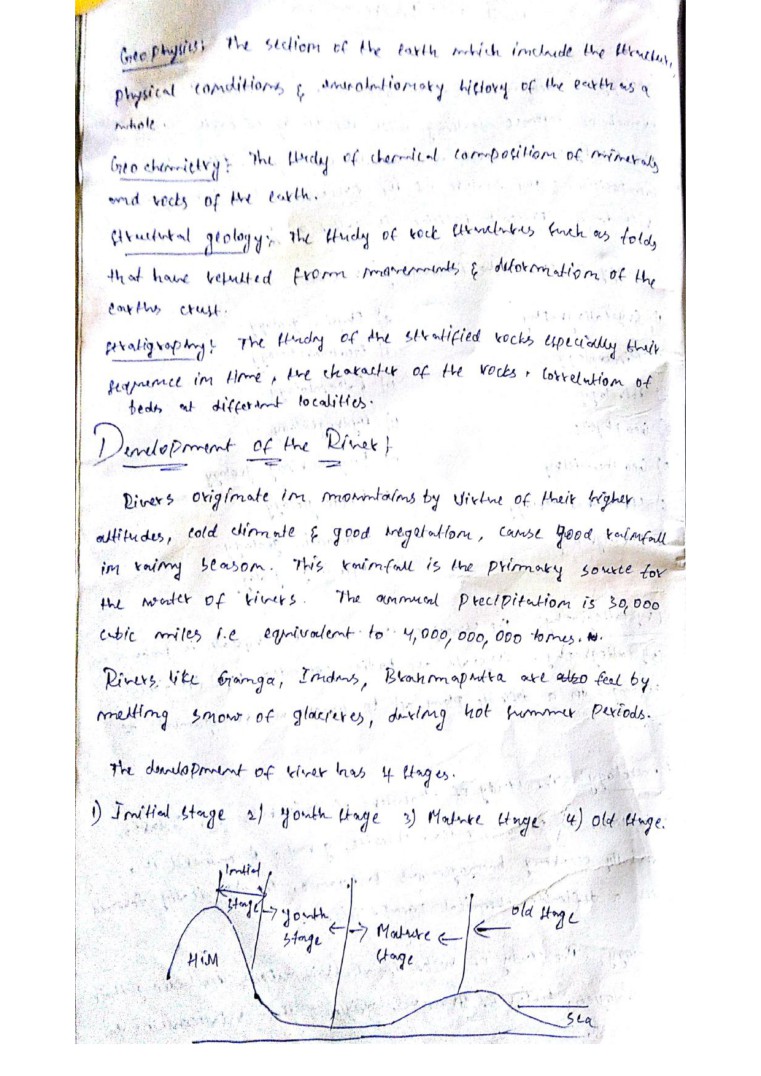 Geophysics: The section of the earth which include the structure,
physical conditions & evolutionary history of the earth as a
whole.
Geo chemistry: The study of chemical composition of minerals
and rocks of the earth.
Structural geology: The study of rock structures such as folds
that have resulted from movements & deformation of the
earths crust.
Stratigraphy: The study of the stratified rocks especially their
sequence in time, the character of the rocks, correlation of
beds at different localities.
Development of the River:
Rivers originate in mountains by virtue of their higher
altitudes, cold climate & good vegetation, cause good rainfall
in rainy season. This rainfall is the primary source for
the water of rivers. The annual precipitation is 30,000
cubic miles i.e equivalent to 4,000,000,000 tones.
Rivers like Ganga, Indus, Brahmaputra are also feel by
melting snow of glacieres, during hot summer periods.
The development of river has 4 stages.
1) Initial stage 2) youth stage 3) Mature stage 4) old stage.
Initial
stage
youth
stage
Mature
stage
old stage
Hill
Sea